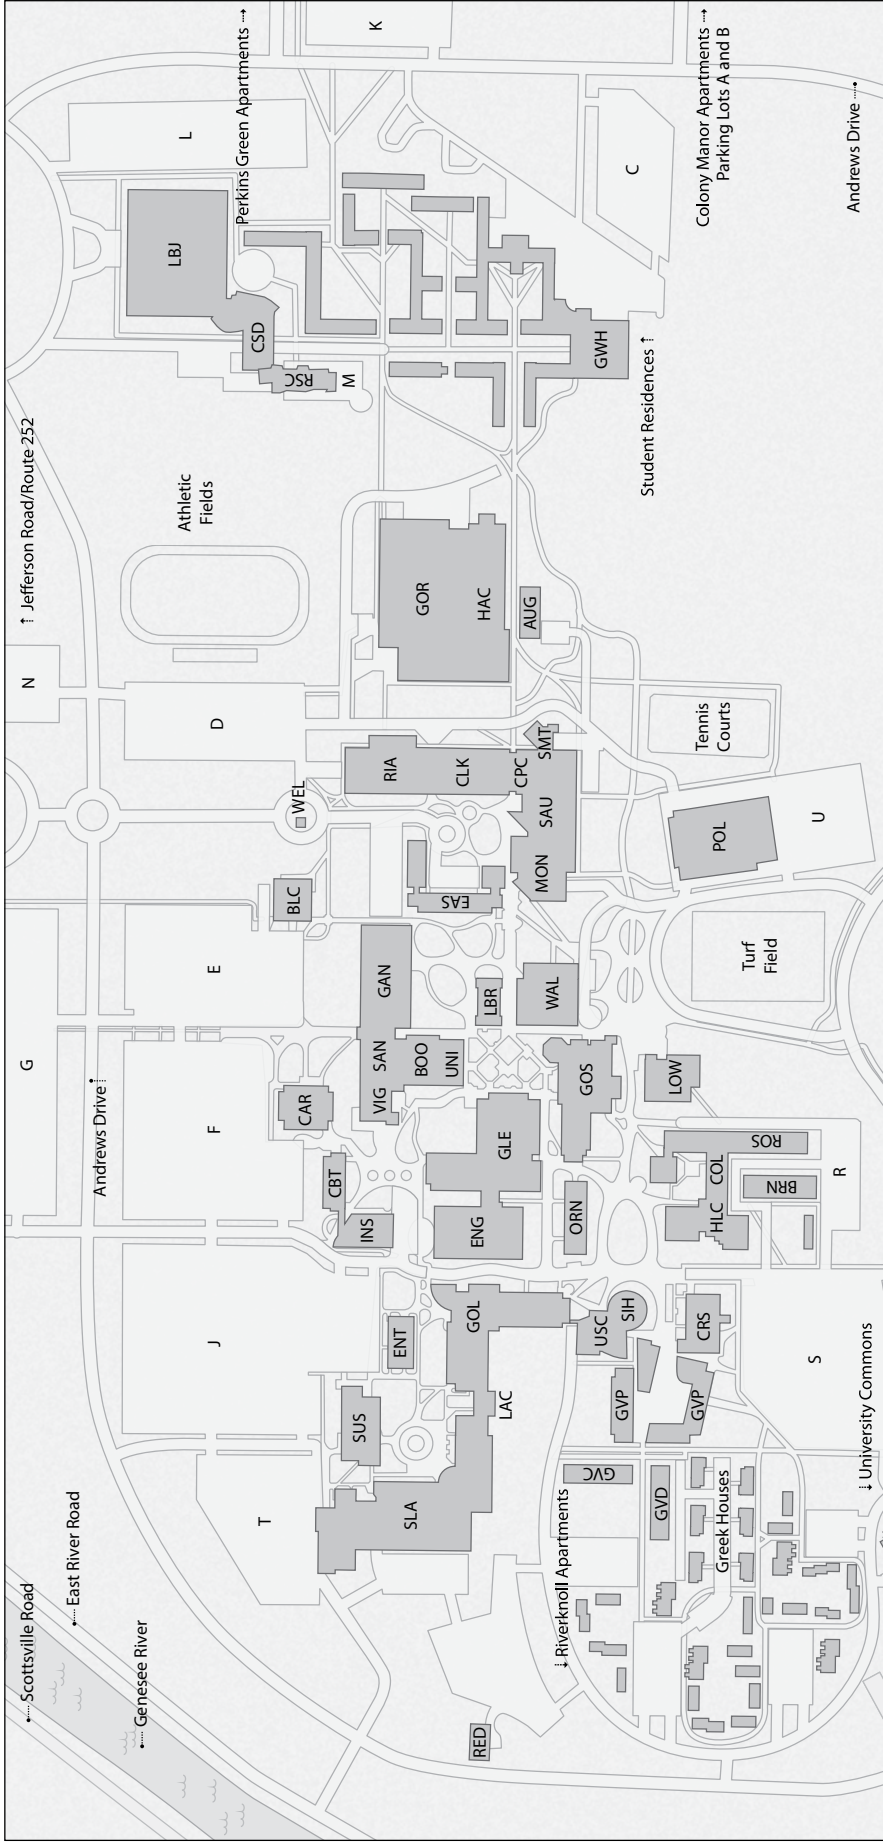 Scottsville Road
↑ Jefferson Road/Route 252
G
N
East River Road
Andrews Drive
Genesee River
T
J
F
E
D
Athletic
Fields
L
LBJ
Perkins Green Apartments →
CSD
RSC
M
K
BLC
WEL
CAR
CBT
INS
SUS
ENT
VIG
SAN
GAN
RIA
SLA
BOO
UNI
EAS
CLK
GOR
HAC
GOL
ENG
GLE
LBR
RED
LAC
CPC
MON
SAU
SMT
AUG
WAL
ORN
GOS
↓ Riverknoll Apartments
GVC
USC
SIH
GVP
GWH
C
Student Residences ↑
GVD
GVP
CRS
HLC
COL
LOW
POL
Tennis
Courts
Colony Manor Apartments →
Parking Lots A and B
Greek Houses
ROS
BRN
Turf
Field
S
R
U
Andrews Drive
↓ University Commons